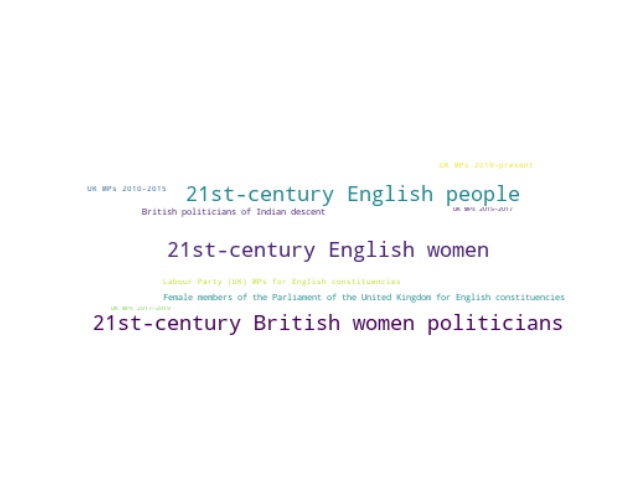 UK MPs 2019-present
UK MPs 2010-2015
21st-century English people
British politicians of Indian descent
UK MPs 2015-2017
21st-century English women
Labour Party (UK) MPs for English constituencies
Female members of the Parliament of the United Kingdom for English constituencies
UK MPs 2017-2019
21st-century British women politicians